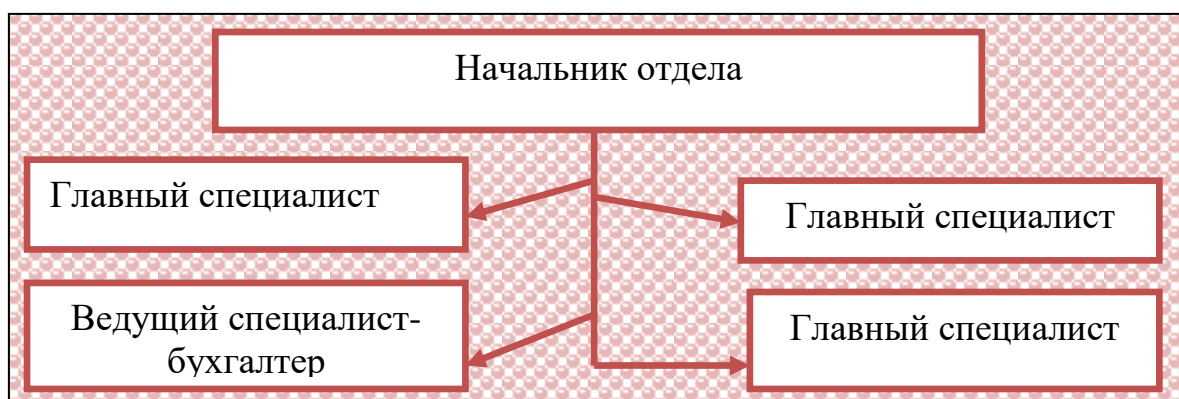 Начальник отдела
Главный специалист
Главный специалист
Ведущий специалист-
бухгалтер
Главный специалист